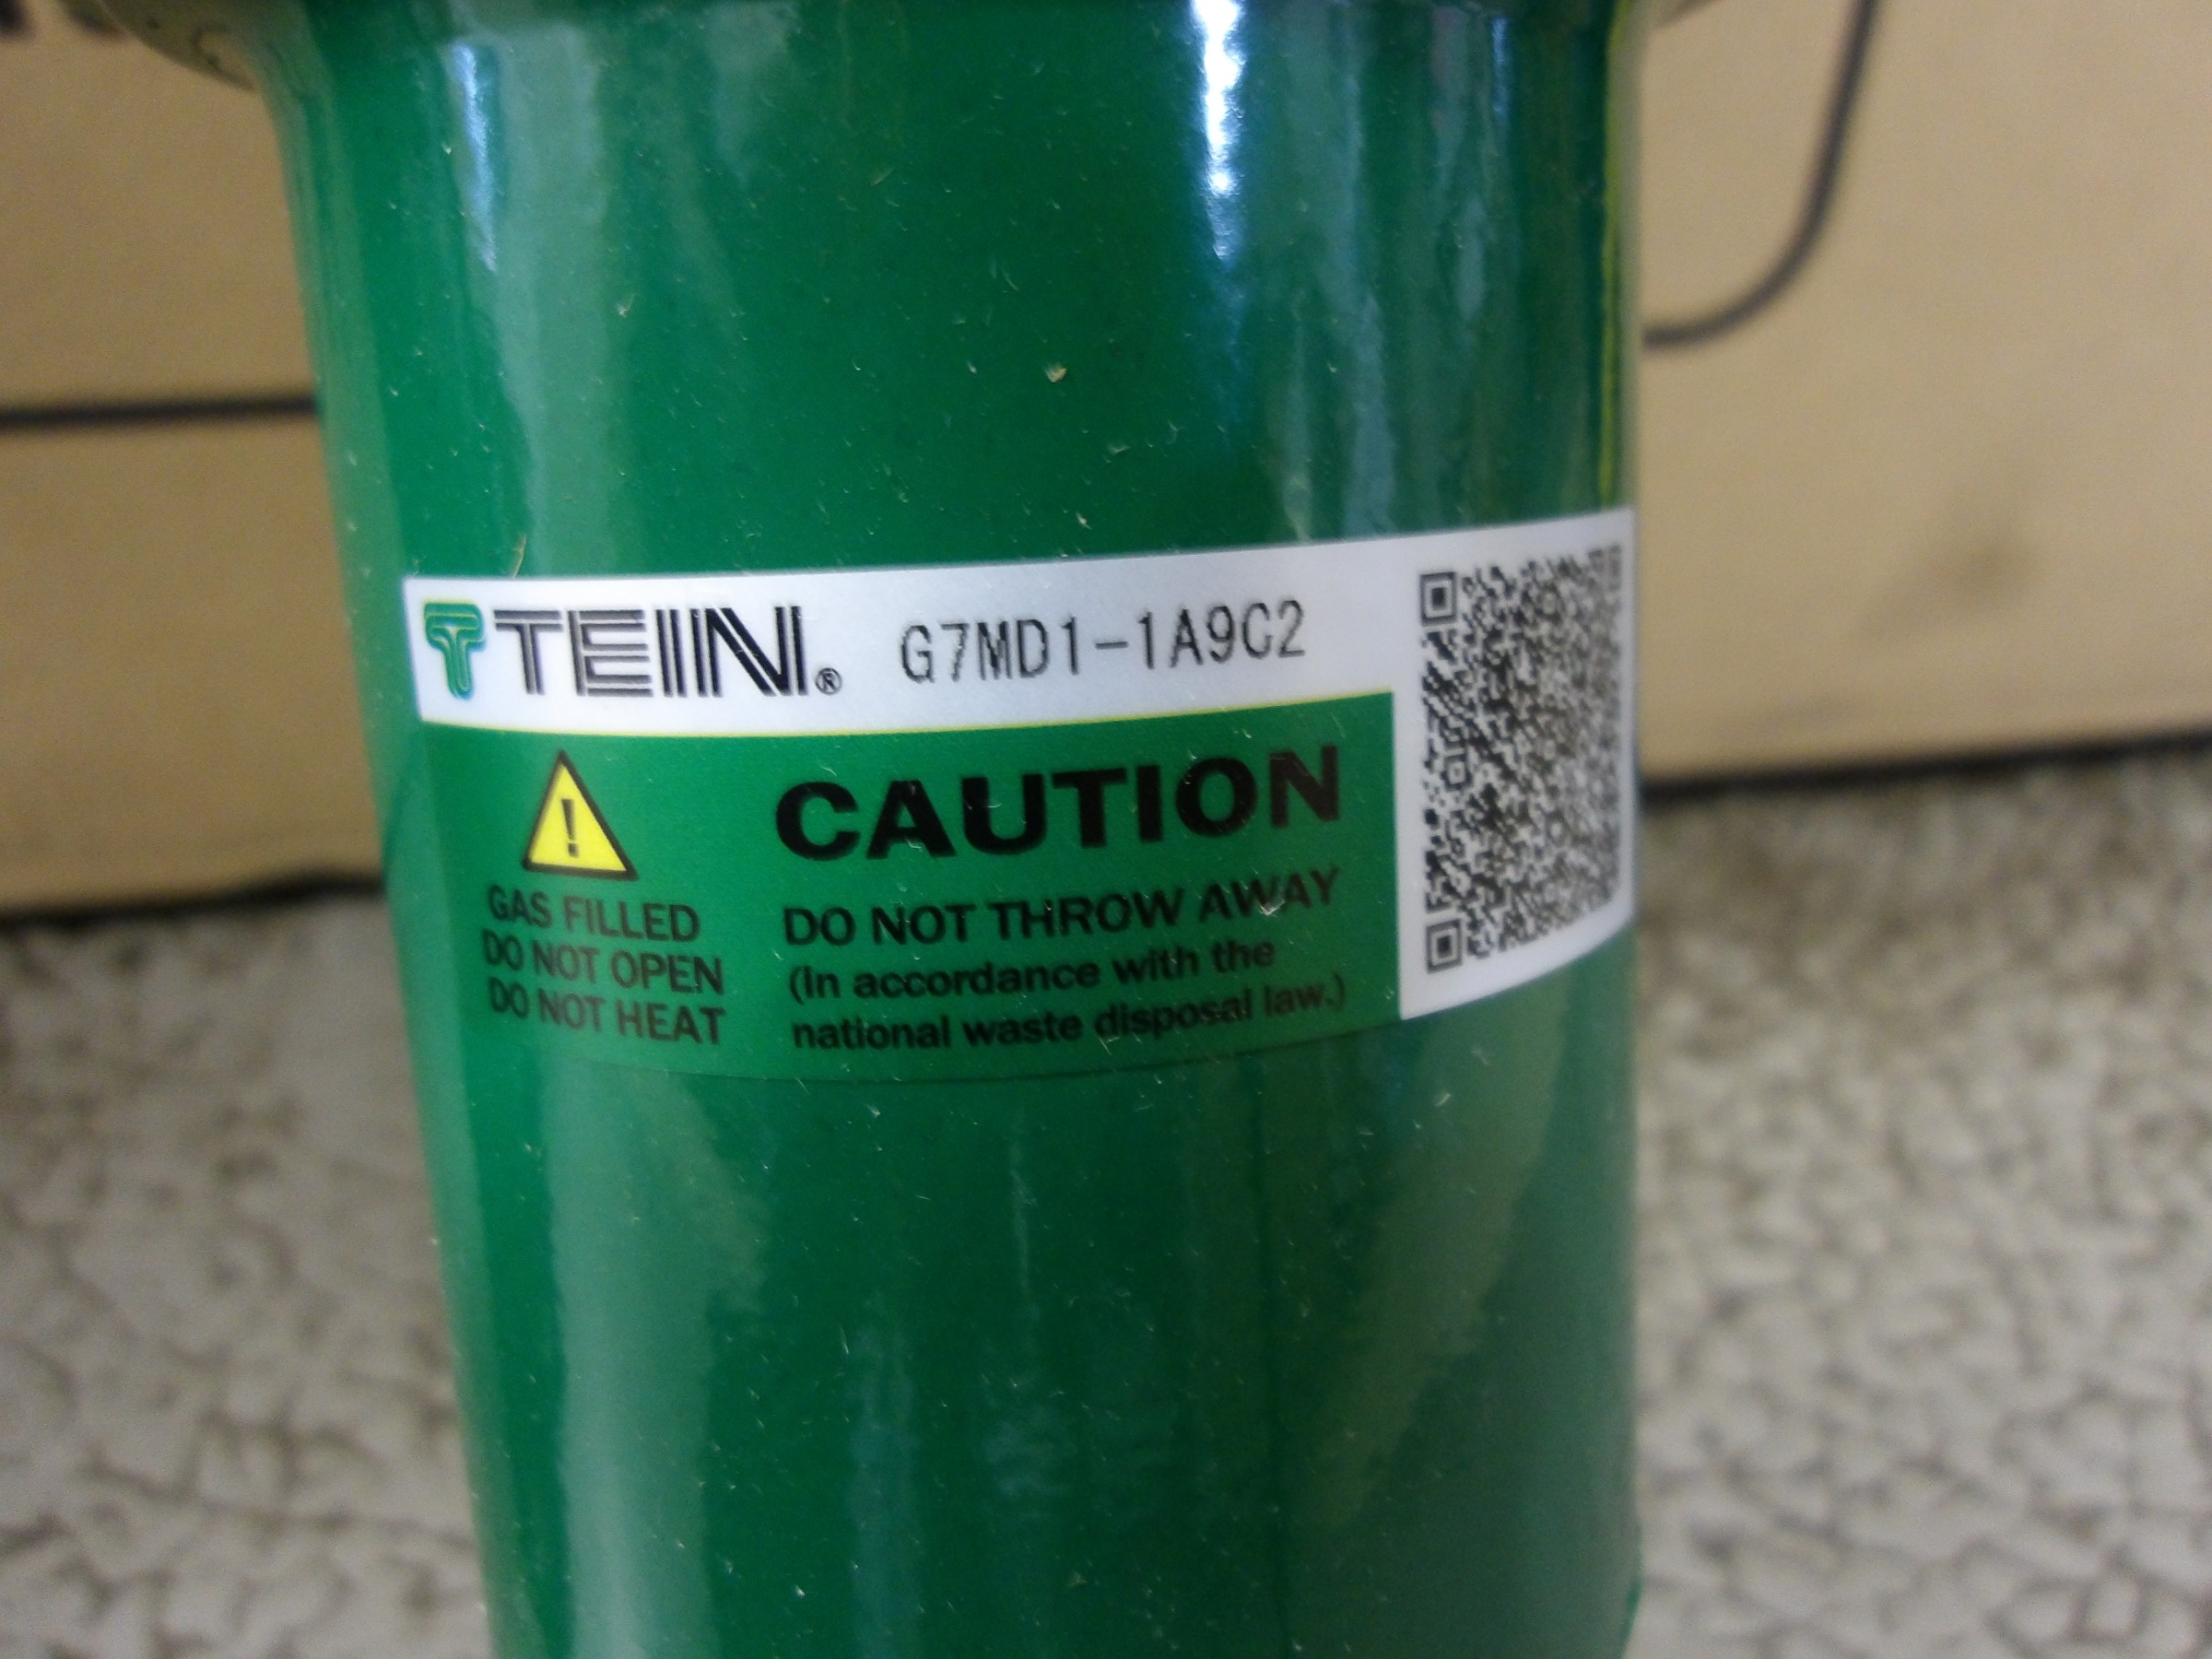 TEIN® G7MD1-1A9C2
CAUTION
GAS FILLED
DO NOT OPEN
DO NOT HEAT
DO NOT THROW AWAY
(In accordance with the
national waste disposal law.)